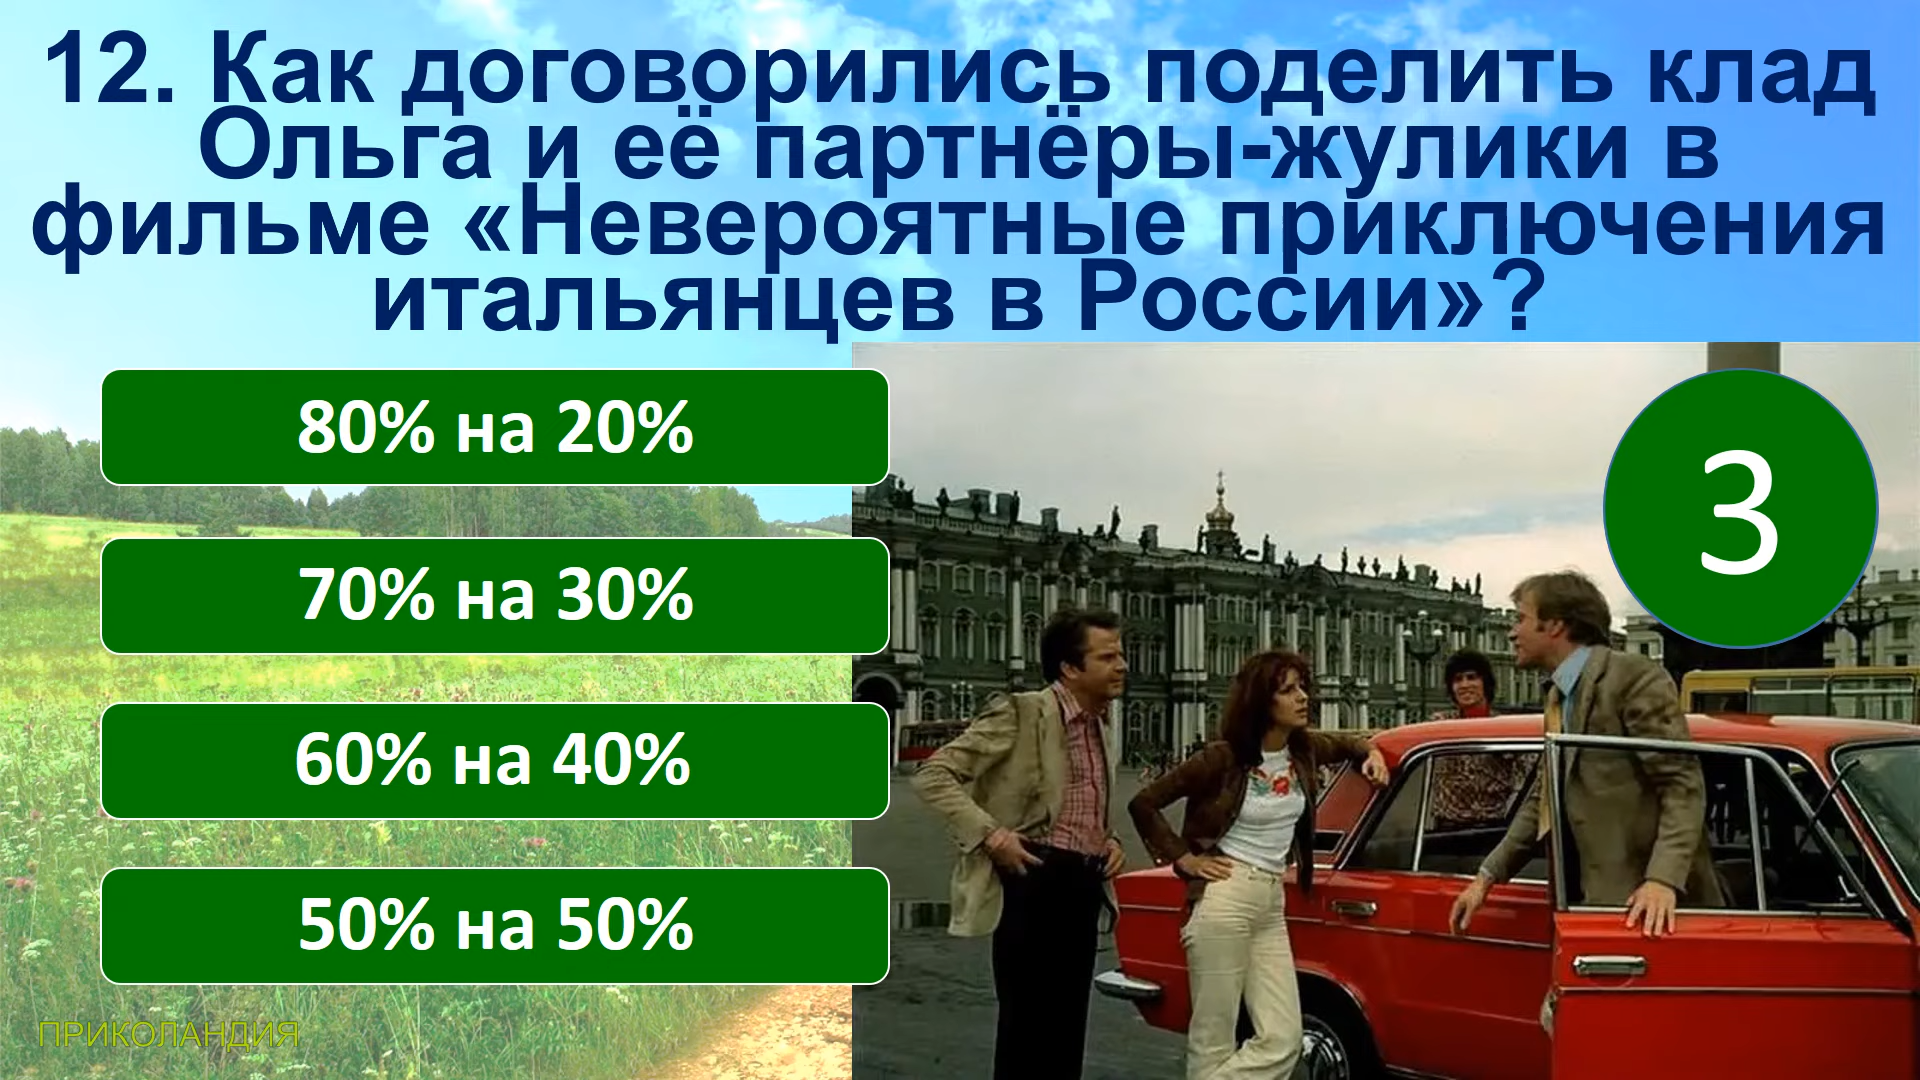 12. Как договорились поделить клад
Ольга и её партнёры-жулики в
фильме «Невероятные приключения
итальянцев в России»?
80% на 20%
70% на 30%
60% на 40%
50% на 50%
3
ПРИКОЛАНДИЯ